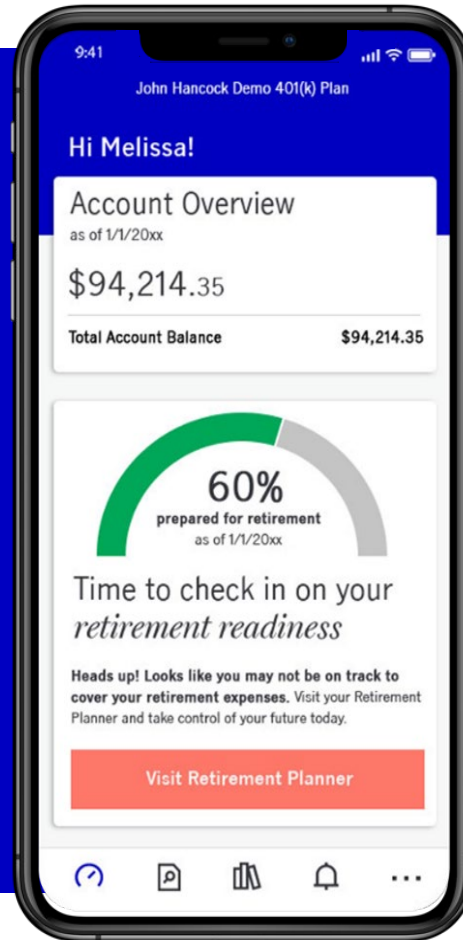 9:41
John Hancock Demo 401(k) Plan
Hi Melissa!
Account Overview
as of 1/1/20xx
$94,214.35
Total Account Balance $94,214.35
60%
prepared for retirement
as of 1/1/20xx
Time to check in on your
retirement readiness
Heads up! Looks like you may not be on track to
cover your retirement expenses. Visit your Retirement
Planner and take control of your future today.
Visit Retirement Planner